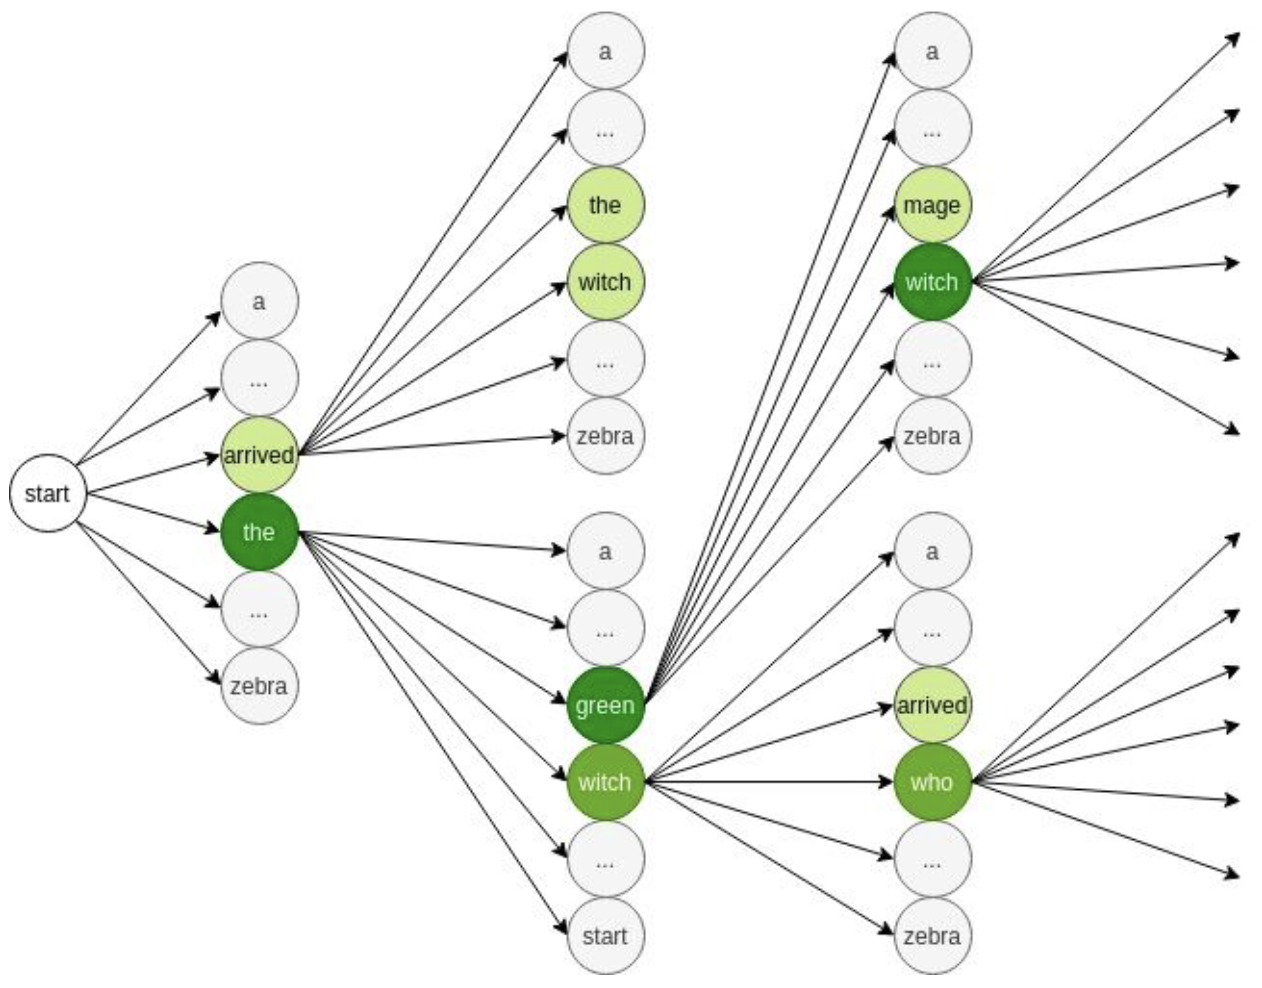 start
a
...
arrived
the
...
zebra
a
...
the
witch
...
zebra
a
...
green
witch
...
start
a
...
mage
witch
...
zebra
a
...
arrived
who
...
zebra